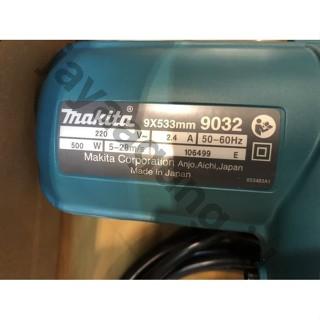 makita® 9X533mm 9032
220 V~ 2.4 A 50-60Hz
500 W 5-28m/s 106499 E
Makita Corporation Anjo, Aichi, Japan
Made in Japan